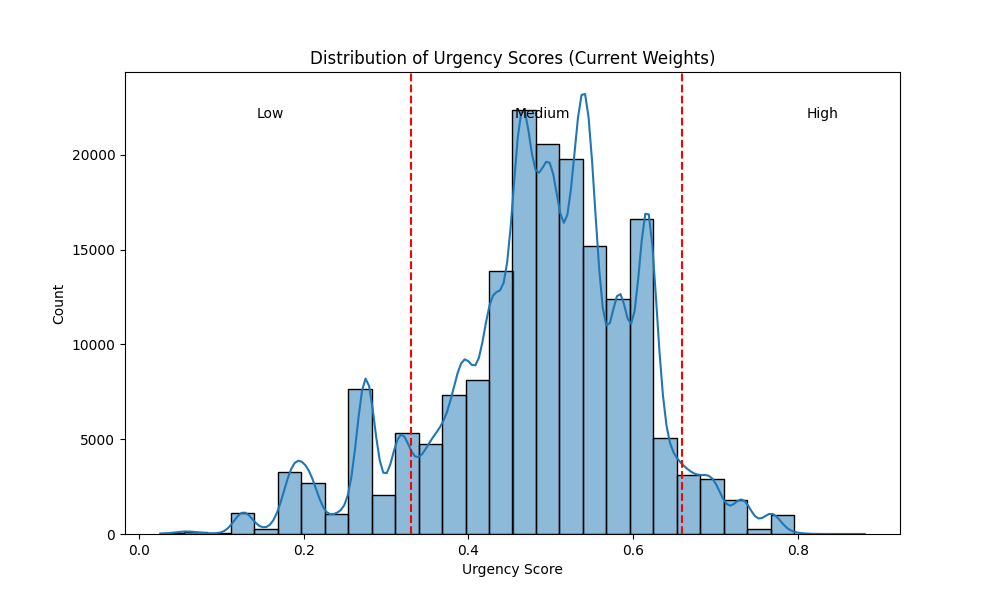 Distribution of Urgency Scores (Current Weights)
Low
Medium
High
20000
15000
10000
5000
0
Count
0.0
0.2
0.4
0.6
0.8
Urgency Score